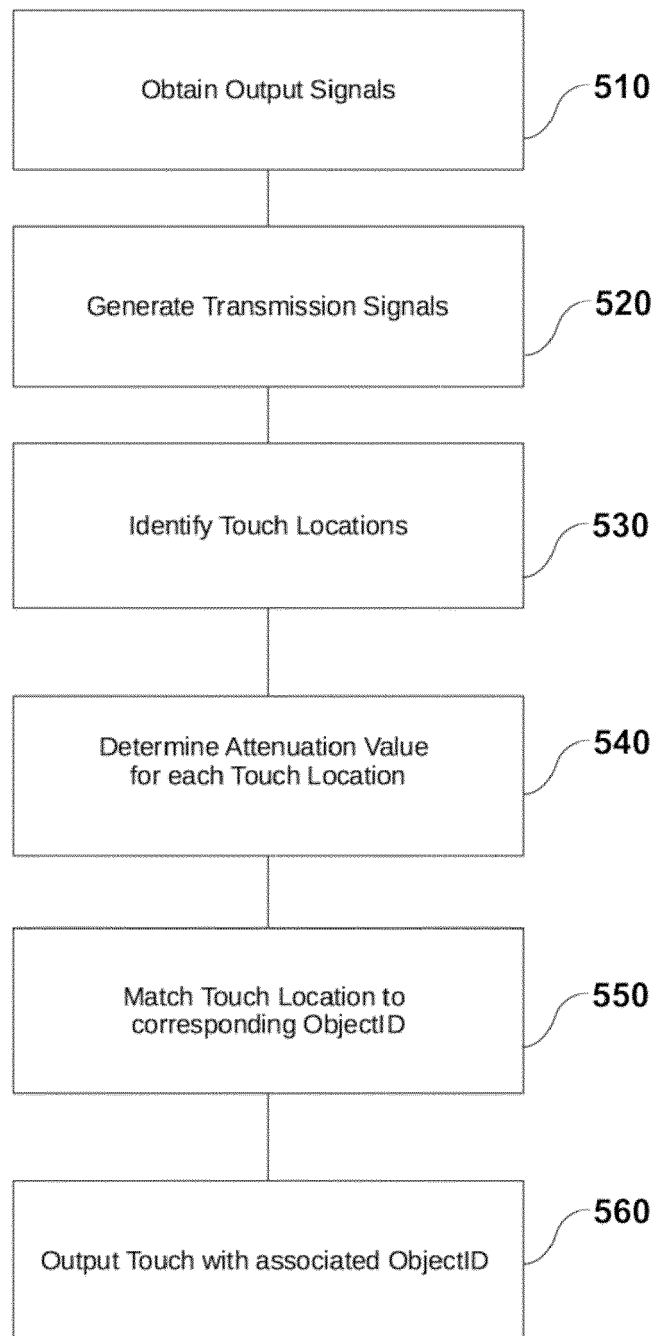 Obtain Output Signals
510
Generate Transmission Signals
520
Identify Touch Locations
530
Determine Attenuation Value
for each Touch Location
540
Match Touch Location to
corresponding ObjectID
550
Output Touch with associated ObjectID
560